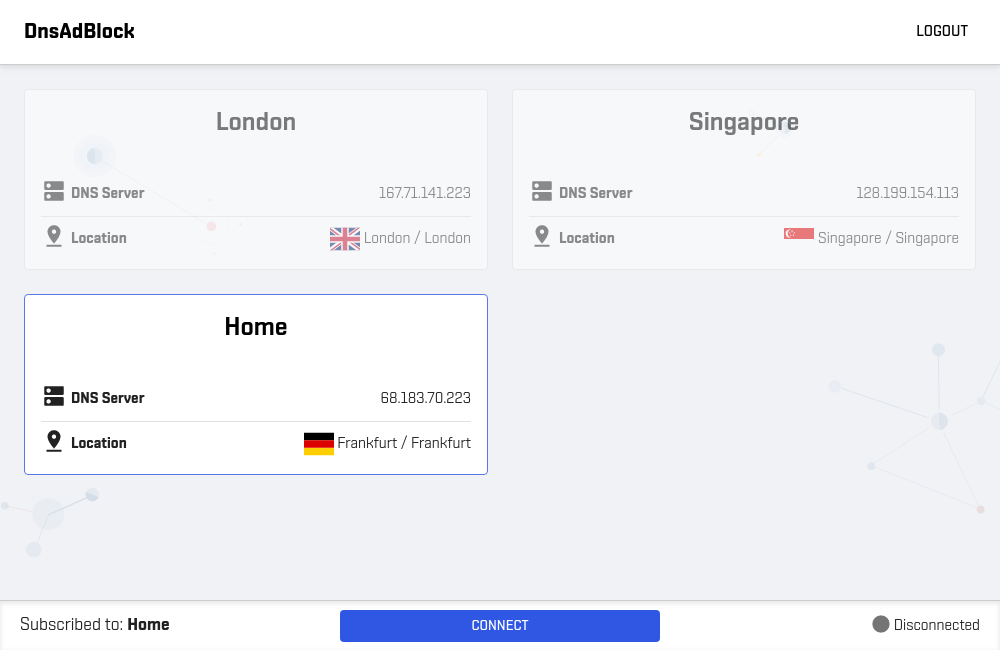 DnsAdBlock
LOGOUT
London
DNS Server 167.71.141.223
Location London / London
Singapore
DNS Server 128.199.154.113
Location Singapore / Singapore
Home
DNS Server 68.183.70.223
Location Frankfurt / Frankfurt
Subscribed to: Home
CONNECT
Disconnected